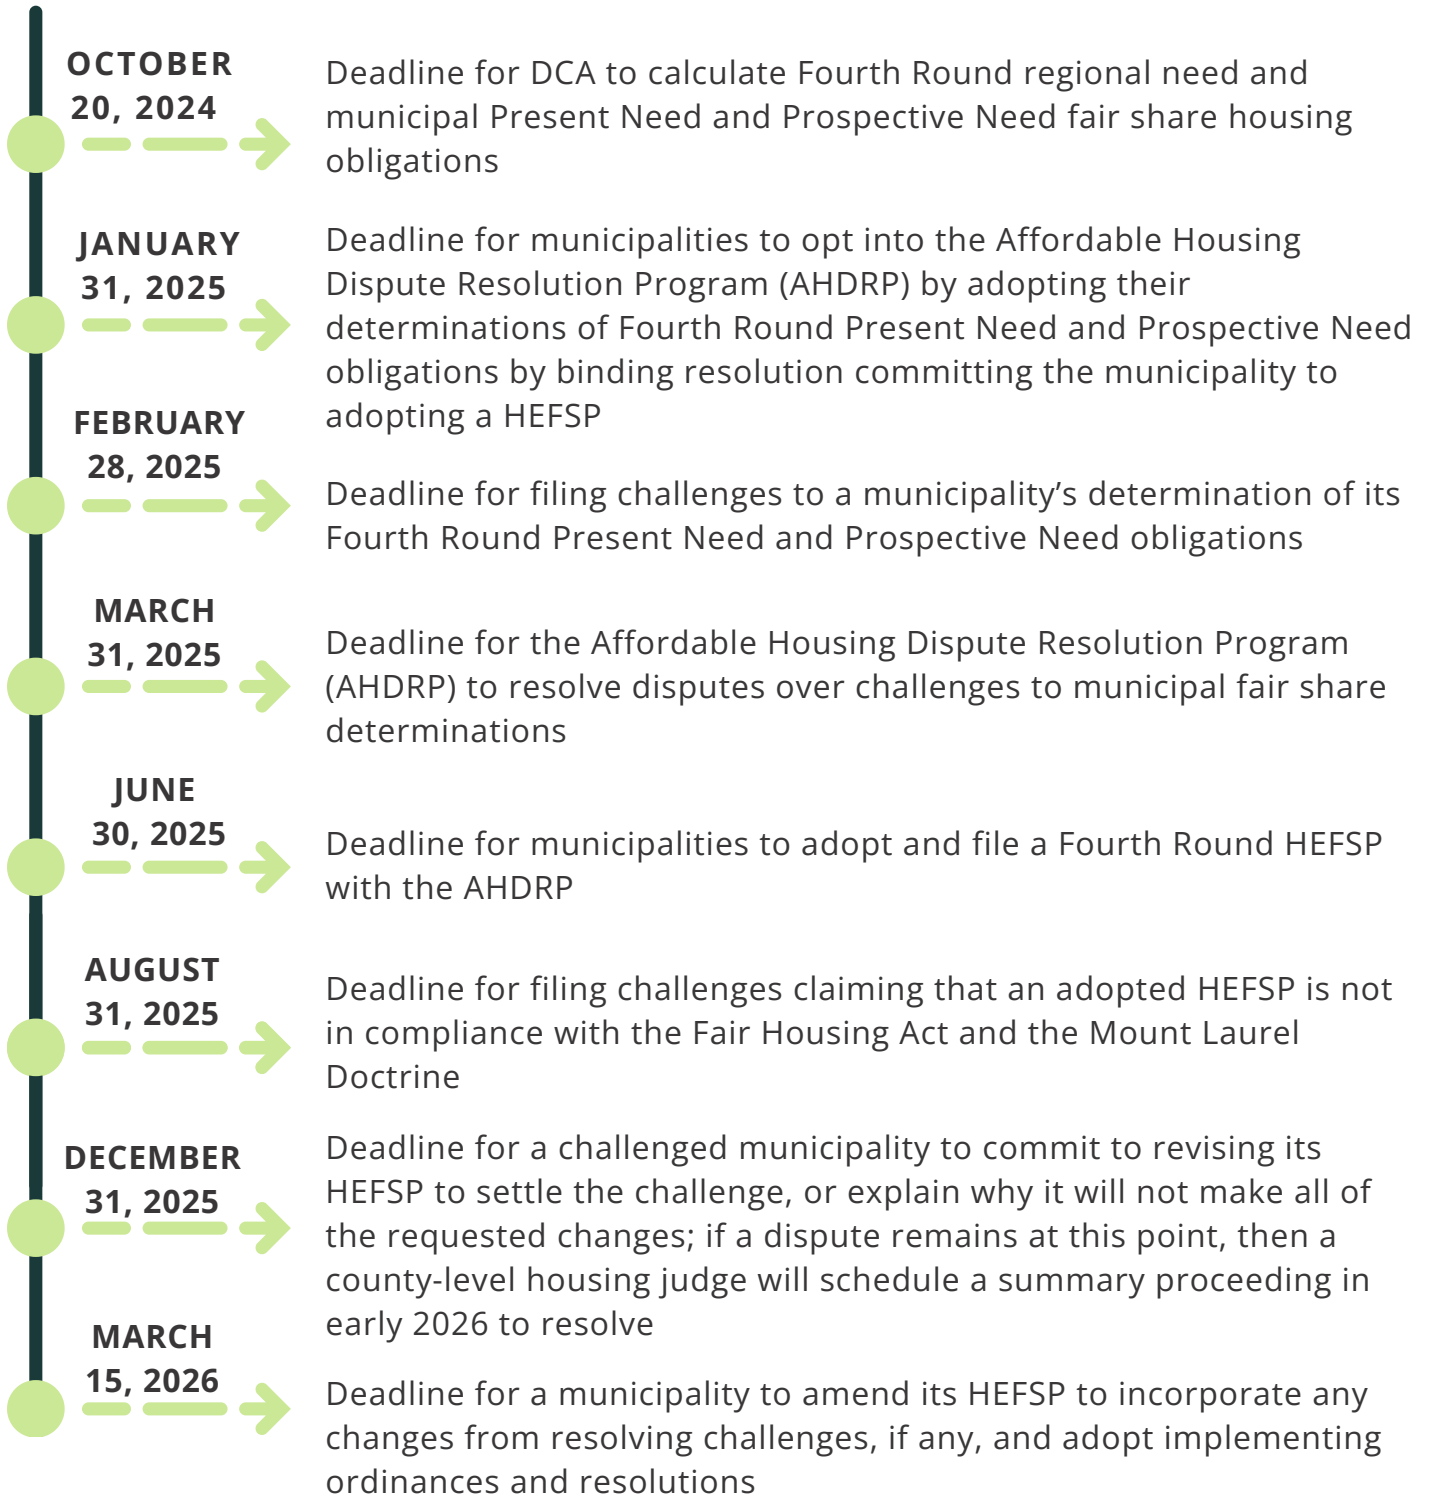 OCTOBER
20, 2024
Deadline for DCA to calculate Fourth Round regional need and
municipal Present Need and Prospective Need fair share housing
obligations
JANUARY
31, 2025
Deadline for municipalities to opt into the Affordable Housing
Dispute Resolution Program (AHDRP) by adopting their
determinations of Fourth Round Present Need and Prospective Need
obligations by binding resolution committing the municipality to
adopting a HEFSP
FEBRUARY
28, 2025
Deadline for filing challenges to a municipality’s determination of its
Fourth Round Present Need and Prospective Need obligations
MARCH
31, 2025
Deadline for the Affordable Housing Dispute Resolution Program
(AHDRP) to resolve disputes over challenges to municipal fair share
determinations
JUNE
30, 2025
Deadline for municipalities to adopt and file a Fourth Round HEFSP
with the AHDRP
AUGUST
31, 2025
Deadline for filing challenges claiming that an adopted HEFSP is not
in compliance with the Fair Housing Act and the Mount Laurel
Doctrine
DECEMBER
31, 2025
Deadline for a challenged municipality to commit to revising its
HEFSP to settle the challenge, or explain why it will not make all of
the requested changes; if a dispute remains at this point, then a
county-level housing judge will schedule a summary proceeding in
early 2026 to resolve
MARCH
15, 2026
Deadline for a municipality to amend its HEFSP to incorporate any
changes from resolving challenges, if any, and adopt implementing
ordinances and resolutions